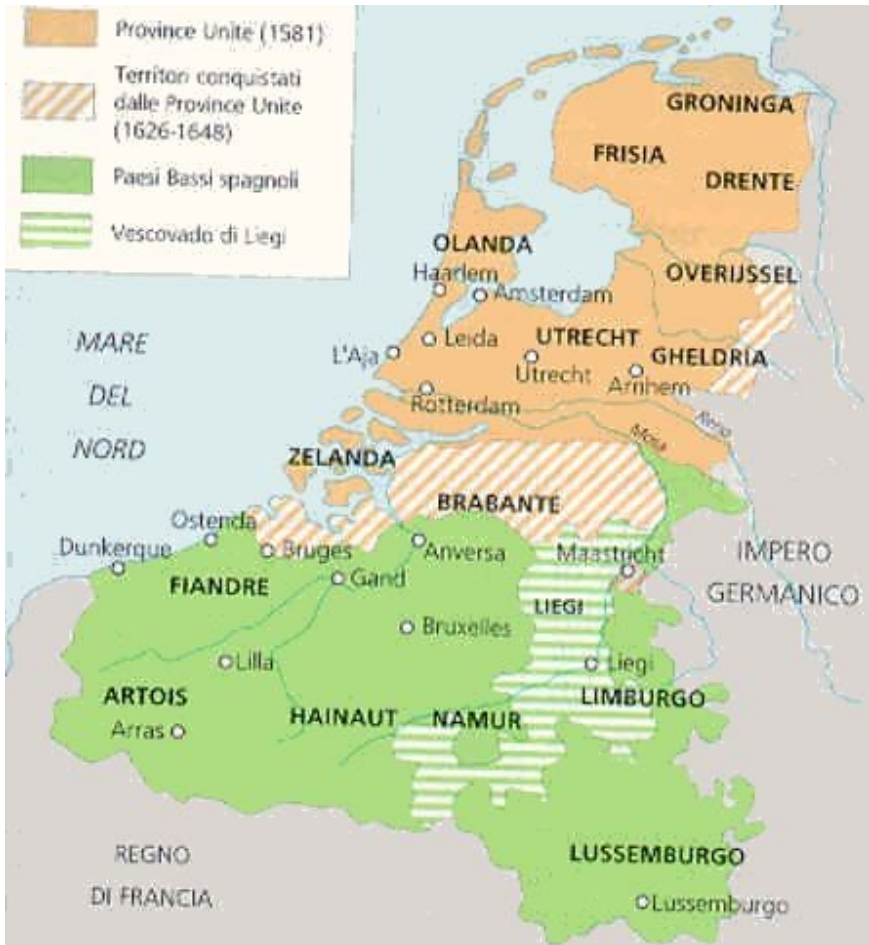 Province Unite (1581)
Territori conquistati
dalle Province Unite
(1626-1648)
Paesi Bassi spagnoli
Vescovado di Liegi
GRONINGA
FRISIA
DRENTE
OLANDA
Haarlem
Amsterdam
OVERIJSSEL
MARE
DEL
NORD
L'Aja
Leida
UTRECHT
Utrecht
GHELDRIA
Arnhem
Rotterdam
Reno
Mosa
ZELANDA
BRABANTE
Ostenda
Dunkerque
Bruges
Anversa
Maastricht
IMPERO
GERMANICO
FIANDRE
Gand
LIEGI
Bruxelles
Lilla
Liegi
ARTOIS
Arras
HAINAUT
NAMUR
LIMBURGO
REGNO
DI FRANCIA
LUSSEMBURGO
Lussemburgo